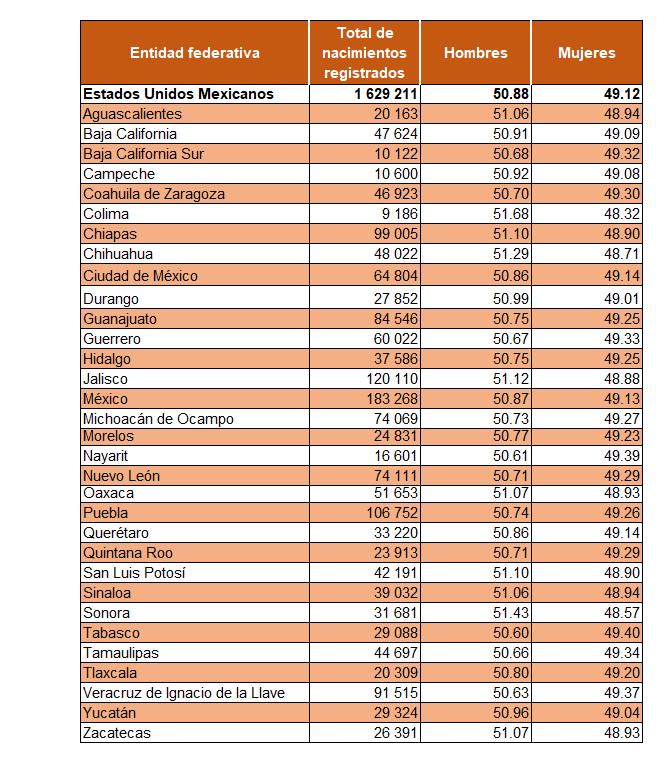 Entidad federativa Total de nacimientos registrados Hombres Mujeres
Estados Unidos Mexicanos 1 629 211 50.88 49.12
Aguascalientes 20 163 51.06 48.94
Baja California 47 624 50.91 49.09
Baja California Sur 10 122 50.68 49.32
Campeche 10 600 50.92 49.08
Coahuila de Zaragoza 46 923 50.70 49.30
Colima 9 186 51.68 48.32
Chiapas 99 005 51.10 48.90
Chihuahua 48 022 51.29 48.71
Ciudad de México 64 804 50.86 49.14
Durango 27 852 50.99 49.01
Guanajuato 84 546 50.75 49.25
Guerrero 60 022 50.67 49.33
Hidalgo 37 586 50.75 49.25
Jalisco 120 110 51.12 48.88
México 183 268 50.87 49.13
Michoacán de Ocampo 74 069 50.73 49.27
Morelos 24 831 50.77 49.23
Nayarit 16 601 50.61 49.39
Nuevo León 74 111 50.71 49.29
Oaxaca 51 653 51.07 48.93
Puebla 106 752 50.74 49.26
Querétaro 33 220 50.86 49.14
Quintana Roo 23 913 50.71 49.29
San Luis Potosí 42 191 51.10 48.90
Sinaloa 39 032 51.06 48.94
Sonora 31 681 51.43 48.57
Tabasco 29 088 50.60 49.40
Tamaulipas 44 697 50.66 49.34
Tlaxcala 20 309 50.80 49.20
Veracruz de Ignacio de la Llave 91 515 50.63 49.37
Yucatán 29 324 50.96 49.04
Zacatecas 26 391 51.07 48.93